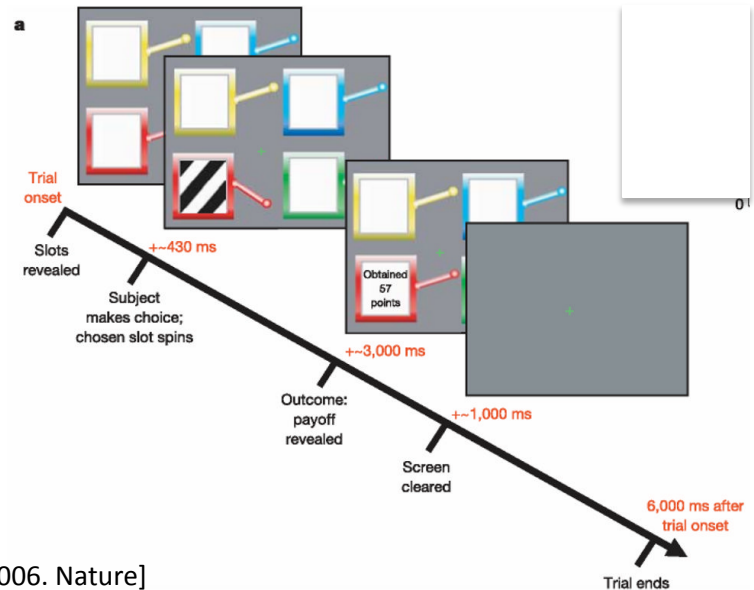 a
Trial
onset
Slots
revealed
+~430 ms
Subject
makes choice;
chosen slot spins
Obtained
57
points
+~3,000 ms
Outcome:
payoff
revealed
+~1,000 ms
Screen
cleared
6,000 ms after
trial onset
Trial ends
0
006. Nature]